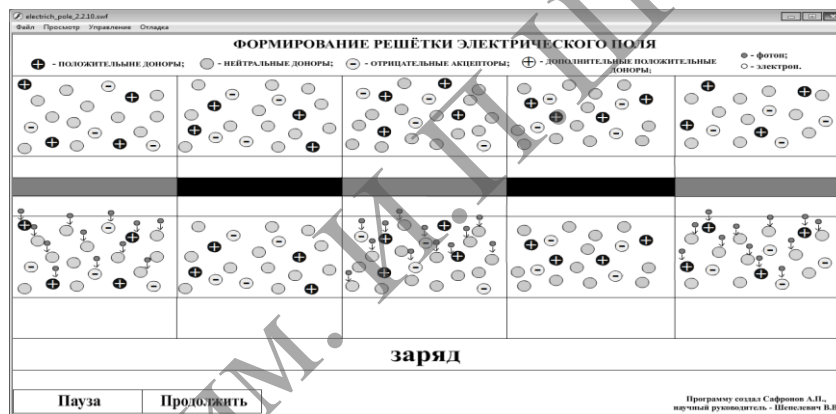 electrich_pole_2.2.10.swf
Файл Просмотр Управление Отладка
ФОРМИРОВАНИЕ РЕШЁТКИ ЭЛЕКТРИЧЕСКОГО ПОЛЯ
- ПОЛОЖИТЕЛЬНЫЕ ДОНОРЫ; - НЕЙТРАЛЬНЫЕ ДОНОРЫ; - ОТРИЦАТЕЛЬНЫЕ АКЦЕПТОРЫ; - ДОПОЛНИТЕЛЬНЫЕ ПОЛОЖИТЕЛЬНЫЕ ДОНОРЫ;
- фотон;
- электрон.
заряд
Пауза Продолжить
Программу создал Сафронов А.П.,
научный руководитель - Шепелевич В.В.
им. И.П.